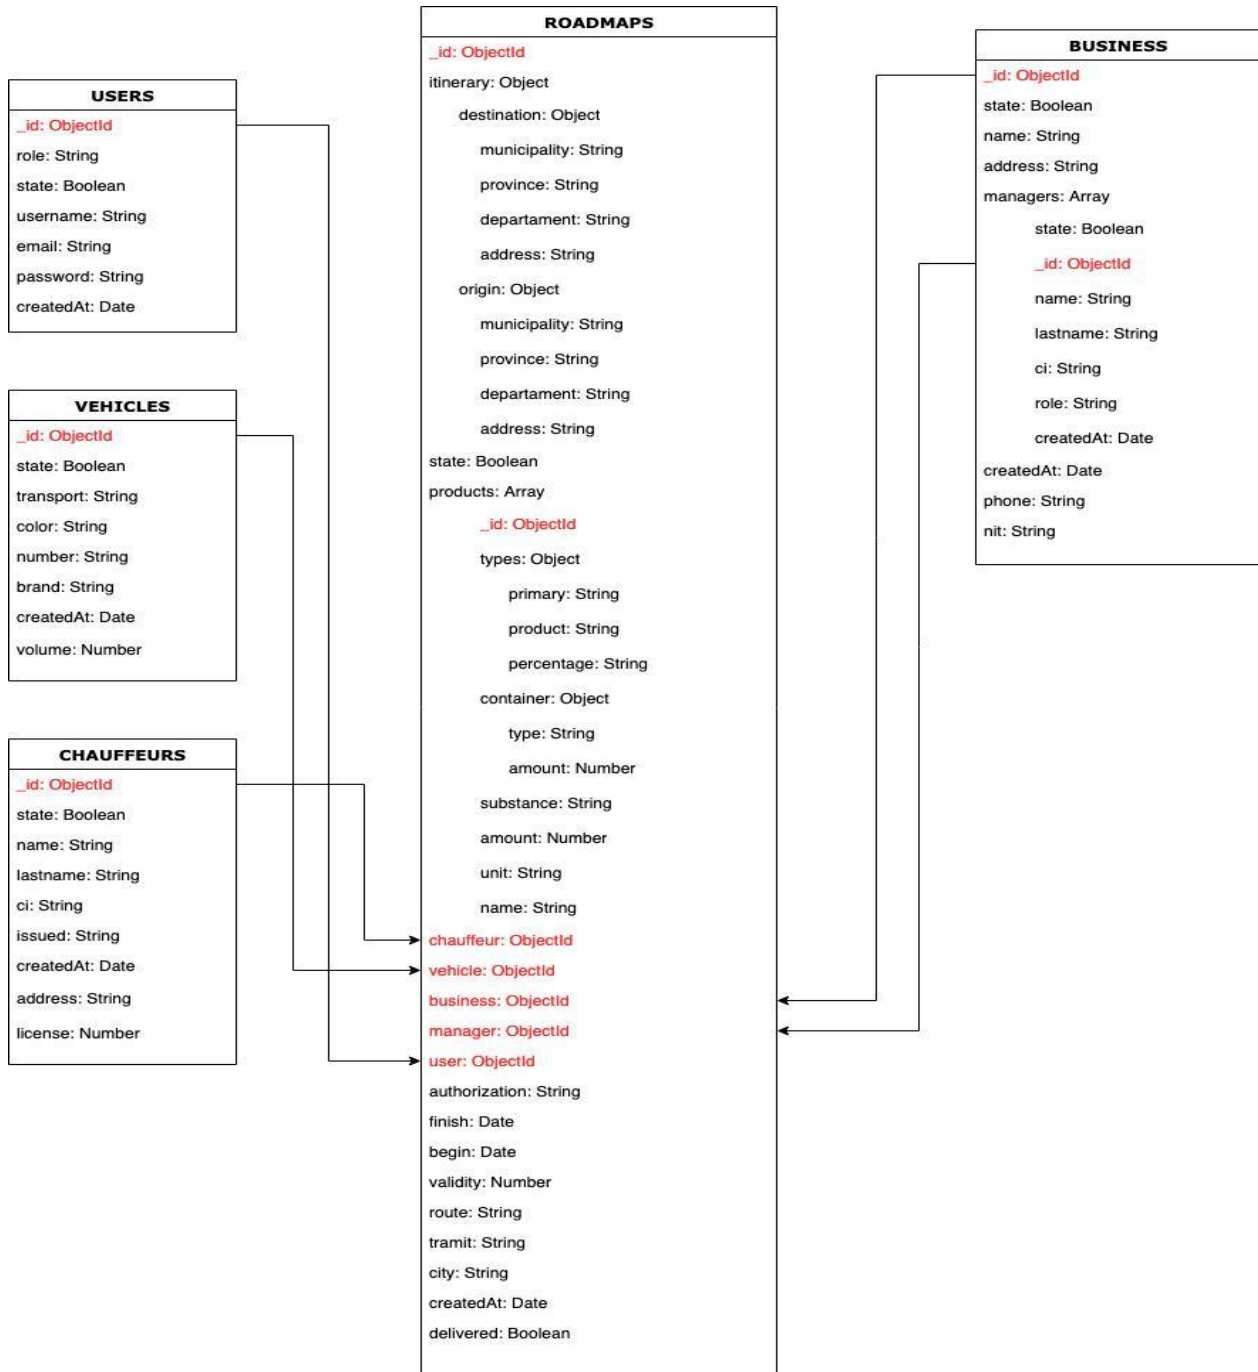 USERS
_id: ObjectId
role: String
state: Boolean
username: String
email: String
password: String
createdAt: Date
VEHICLES
_id: ObjectId
state: Boolean
transport: String
color: String
number: String
brand: String
createdAt: Date
volume: Number
CHAUFFEURS
_id: ObjectId
state: Boolean
name: String
lastname: String
ci: String
issued: String
createdAt: Date
address: String
license: Number
ROADMAPS
_id: ObjectId
itinerary: Object
destination: Object
municipality: String
province: String
departament: String
address: String
origin: Object
municipality: String
province: String
departament: String
address: String
state: Boolean
products: Array
_id: ObjectId
types: Object
primary: String
product: String
percentage: String
container: Object
type: String
amount: Number
substance: String
amount: Number
unit: String
name: String
chauffeur: ObjectId
vehicle: ObjectId
business: ObjectId
manager: ObjectId
user: ObjectId
authorization: String
finish: Date
begin: Date
validity: Number
route: String
tramit: String
city: String
createdAt: Date
delivered: Boolean
BUSINESS
_id: ObjectId
state: Boolean
name: String
address: String
managers: Array
state: Boolean
_id: ObjectId
name: String
lastname: String
ci: String
role: String
createdAt: Date
createdAt: Date
phone: String
nit: String